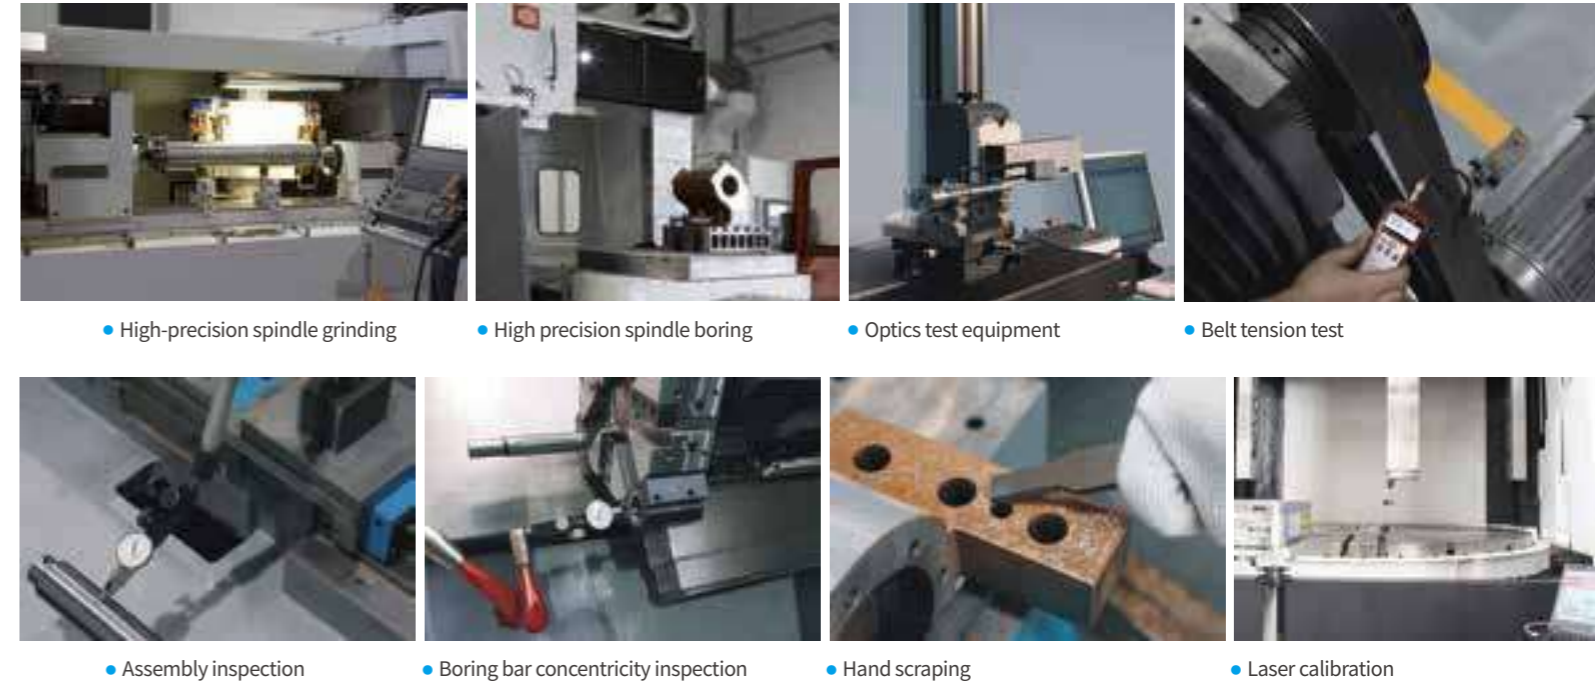 ● High-precision spindle grinding
● High precision spindle boring
● Optics test equipment
● Belt tension test
● Assembly inspection
● Boring bar concentricity inspection
● Hand scraping
● Laser calibration